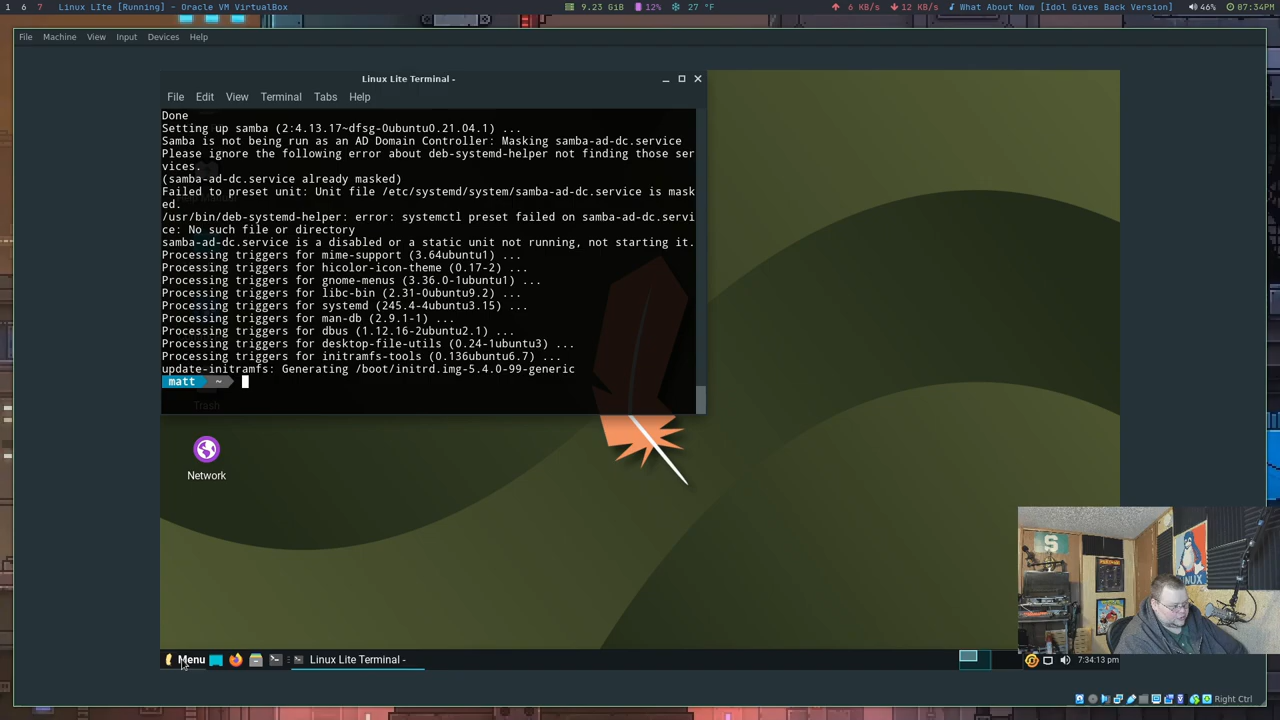 1 6 7 Linux LIte [Running] - Oracle VM VirtualBox 9.23 GiB 12% 27 °F 6 KB/s 12 KB/s What About Now [Idol Gives Back Version] 46% 07:34PM
File Machine View Input Devices Help
Linux Lite Terminal -
File Edit View Terminal Tabs Help
Done
Setting up samba (2:4.13.17~dfsg-0ubuntu0.21.04.1) ...
Samba is not being run as an AD Domain Controller: Masking samba-ad-dc.service
Please ignore the following error about deb-systemd-helper not finding those ser
vices.
(samba-ad-dc.service already masked)
Failed to preset unit: Unit file /etc/systemd/system/samba-ad-dc.service is mask
ed.
/usr/bin/deb-systemd-helper: error: systemctl preset failed on samba-ad-dc.servi
ce: No such file or directory
samba-ad-dc.service is a disabled or a static unit not running, not starting it.
Processing triggers for mime-support (3.64ubuntu1) ...
Processing triggers for hicolor-icon-theme (0.17-2) ...
Processing triggers for gnome-menus (3.36.0-1ubuntu1) ...
Processing triggers for libc-bin (2.31-0ubuntu9.2) ...
Processing triggers for systemd (245.4-4ubuntu3.15) ...
Processing triggers for man-db (2.9.1-1) ...
Processing triggers for dbus (1.12.16-2ubuntu2.1) ...
Processing triggers for desktop-file-utils (0.24-1ubuntu3) ...
Processing triggers for initramfs-tools (0.136ubuntu6.7) ...
update-initramfs: Generating /boot/initrd.img-5.4.0-99-generic
matt ~
Trash
Network
LINUX
Menu Linux Lite Terminal - 7:34:13 pm
Right Ctrl